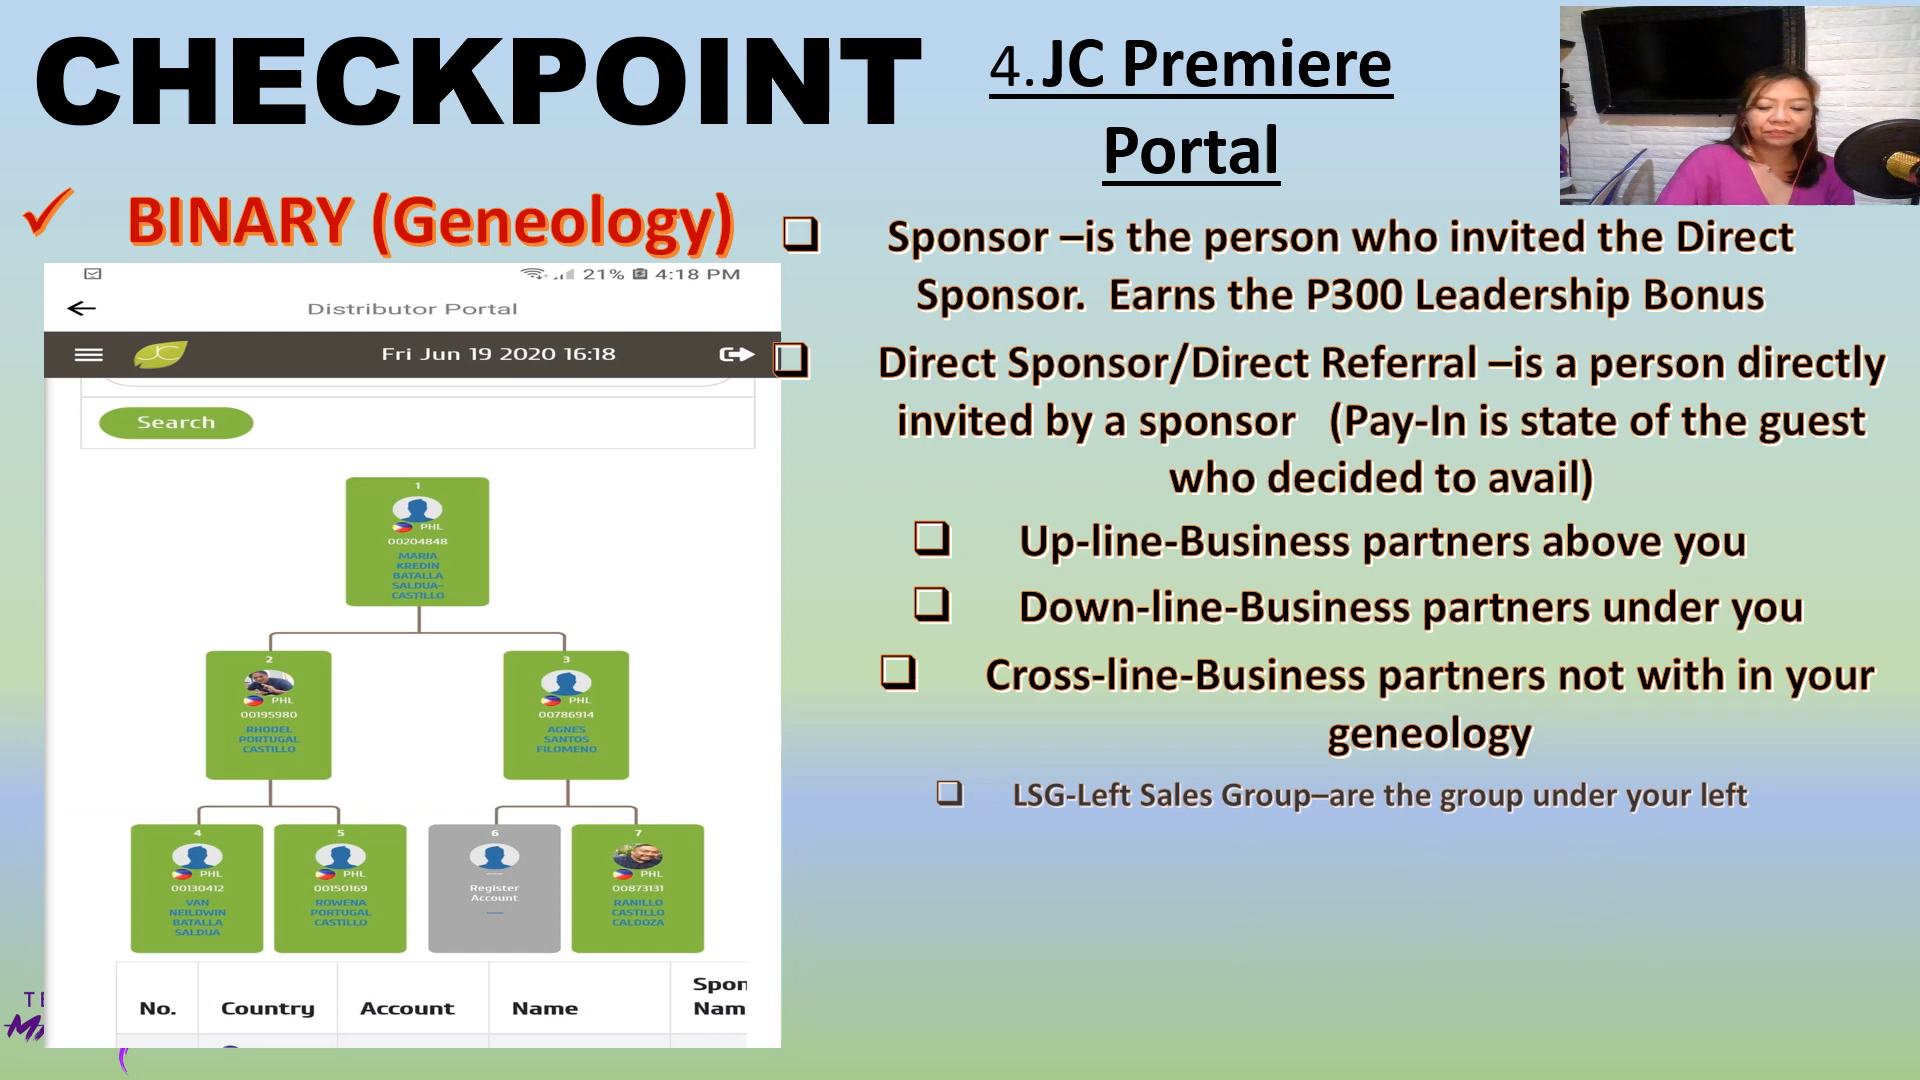 CHECKPOINT
4. JC Premiere
Portal
BINARY (Geneology)
21% 4:18 PM
Distributor Portal
JC
Fri Jun 19 2020 16:18
Search
1
PHL
00204848
MARIA
KREDIN
BATALLA
SALDUA-
CASTILLO
2
PHL
00195980
RHODEL
PORTUGAL
CASTILLO
3
PHL
00786914
AGNES
SANTOS
FILOMENO
4
PHL
00130412
VAN
NEILDWIN
BATALLA
SALDUA
5
PHL
00150169
ROWENA
PORTUGAL
CASTILLO
6
---
Register
Account
7
PHL
00873131
RANILLO
CASTILLO
CALDOZA
No. Country Account Name Spon
Nam
TE
MA
Sponsor –is the person who invited the Direct
Sponsor. Earns the P300 Leadership Bonus
Direct Sponsor/Direct Referral –is a person directly
invited by a sponsor (Pay-In is state of the guest
who decided to avail)
Up-line-Business partners above you
Down-line-Business partners under you
Cross-line-Business partners not with in your
geneology
LSG-Left Sales Group–are the group under your left